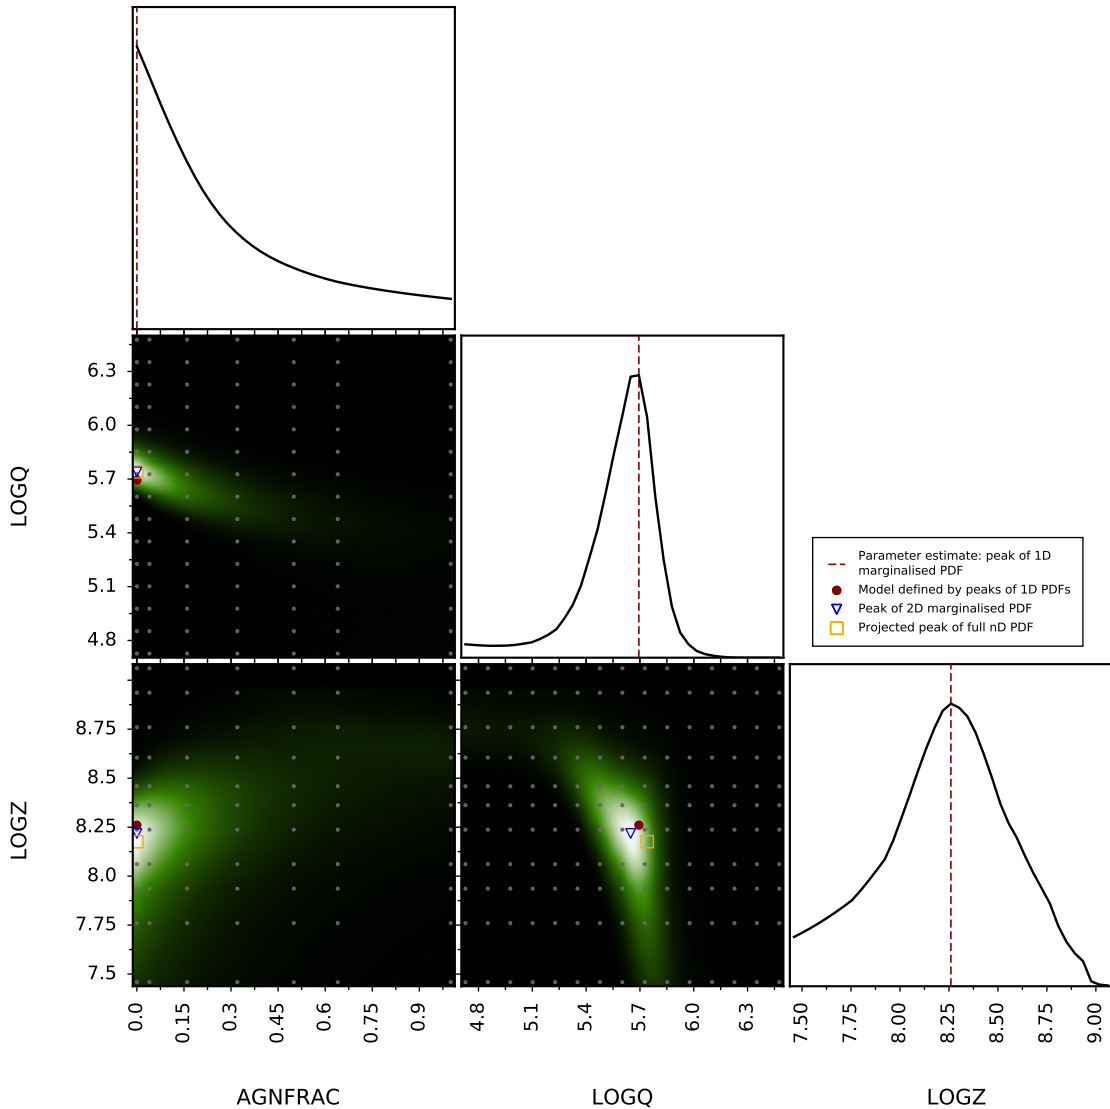 6.3
6.0
5.7
5.4
5.1
4.8
LOGQ
Parameter estimate: peak of 1D
marginalised PDF
Model defined by peaks of 1D PDFs
Peak of 2D marginalised PDF
Projected peak of full nD PDF
8.75
8.5
8.25
8.0
7.75
7.5
LOGZ
0.0 0.15 0.3 0.45 0.6 0.75 0.9
4.8 5.1 5.4 5.7 6.0 6.3
7.50 7.75 8.00 8.25 8.50 8.75 9.00
AGNFRAC LOGQ LOGZ